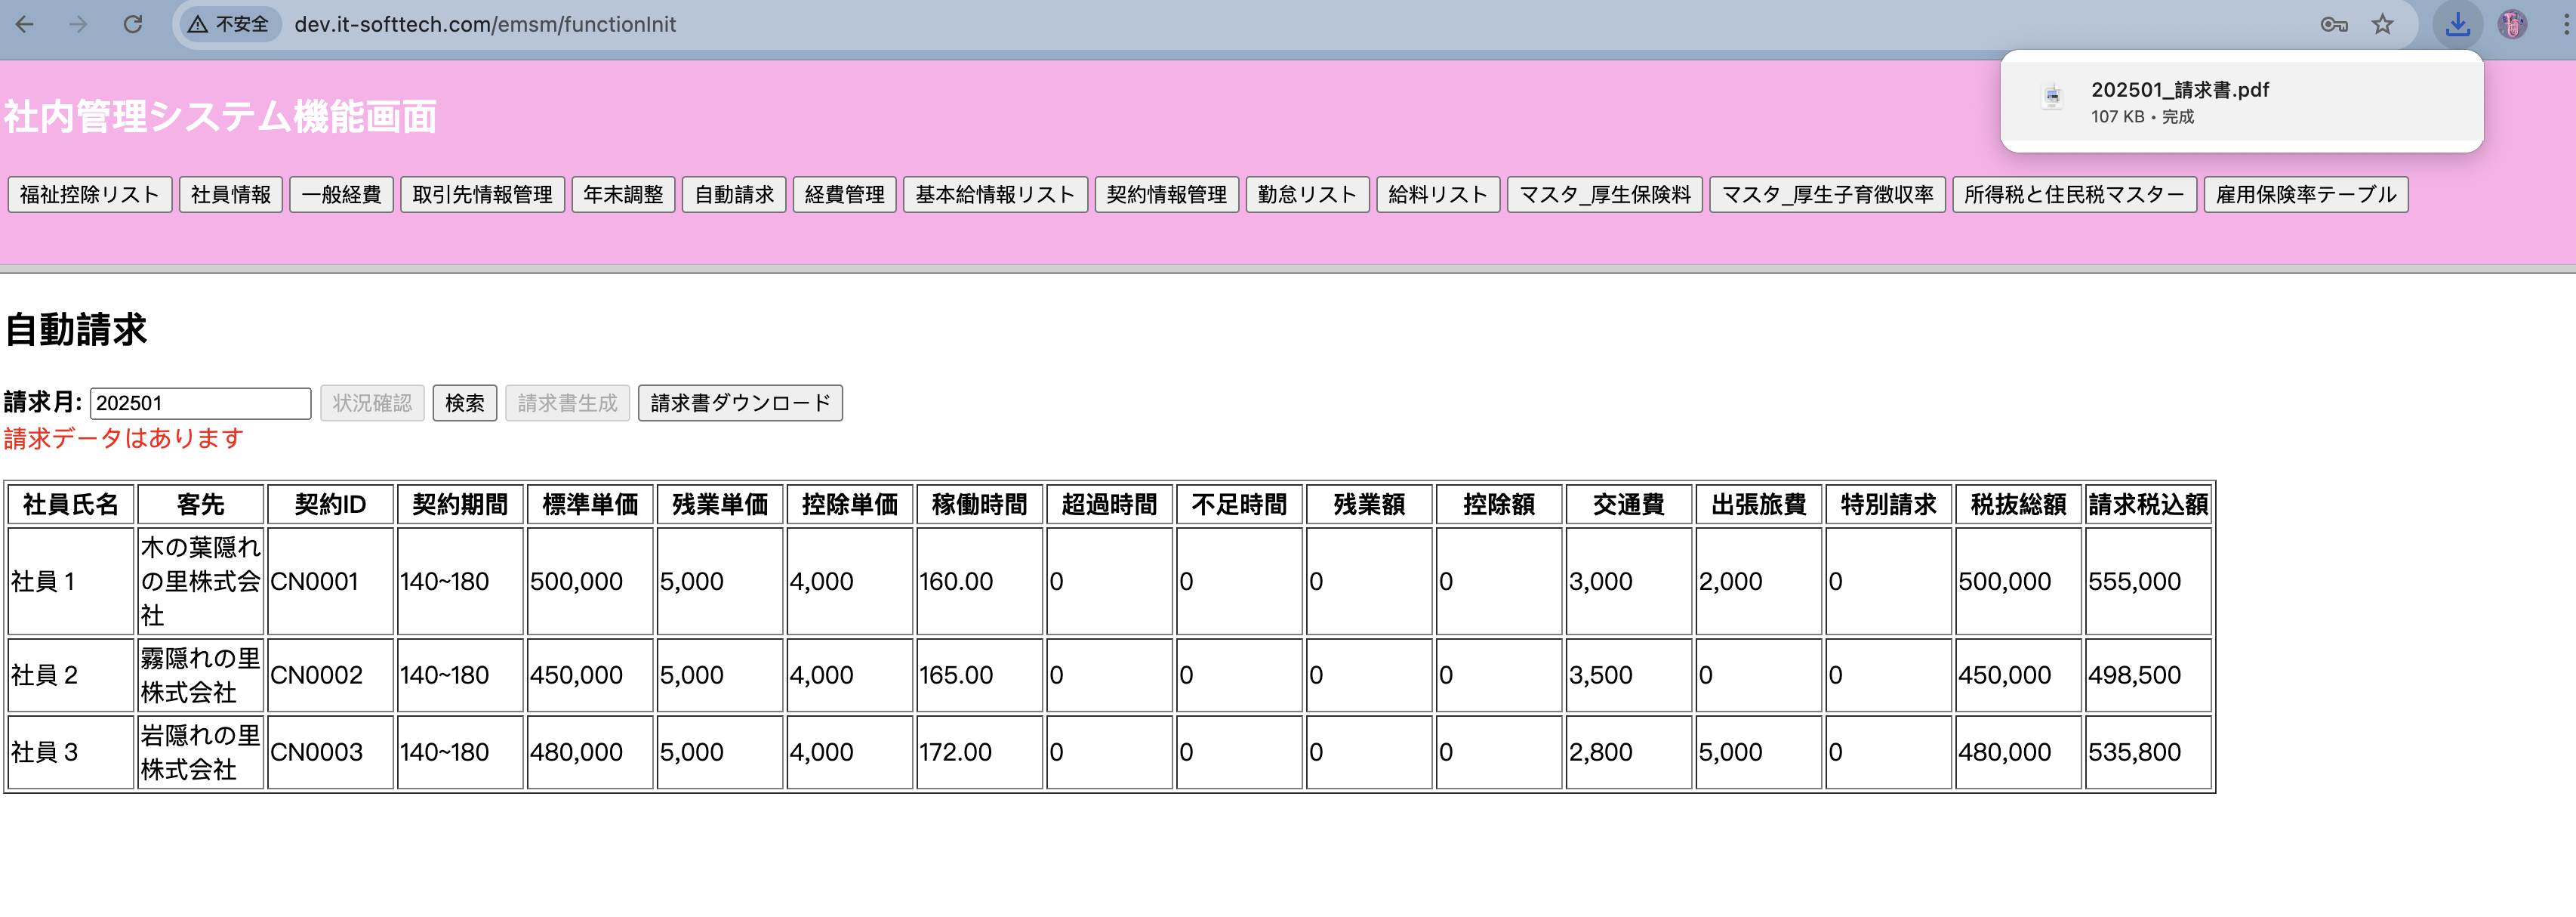 不安全 dev.it-softtech.com/emsm/functionInit
202501_請求書.pdf
107 KB • 完成
社内管理システム機能画面
福祉控除リスト 社員情報 一般経費 取引先情報管理 年末調整 自動請求 経費管理 基本給情報リスト 契約情報管理 勤怠リスト 給料リスト マスタ_厚生保険料 マスタ_厚生子育徴収率 所得税と住民税マスター 雇用保険率テーブル
自動請求
請求月: 202501 状況確認 検索 請求書生成 請求書ダウンロード
請求データはあります
社員氏名 客先 契約ID 契約期間 標準単価 残業単価 控除単価 稼働時間 超過時間 不足時間 残業額 控除額 交通費 出張旅費 特別請求 税抜総額 請求税込額
社員１ 木の葉隠れ
の里株式会
社 CN0001 140~180 500,000 5,000 4,000 160.00 0 0 0 0 3,000 2,000 0 500,000 555,000
社員２ 霧隠れの里
株式会社 CN0002 140~180 450,000 5,000 4,000 165.00 0 0 0 0 3,500 0 0 450,000 498,500
社員３ 岩隠れの里
株式会社 CN0003 140~180 480,000 5,000 4,000 172.00 0 0 0 0 2,800 5,000 0 480,000 535,800